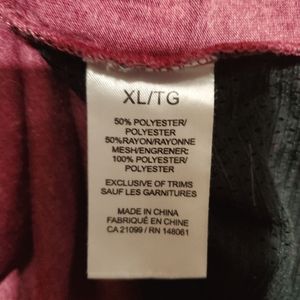 XL/TG
50% POLYESTER/
POLYESTER
50%RAYON/RAYONNE
MESH/ENGRENER:
100% POLYESTER/
POLYESTER
EXCLUSIVE OF TRIMS
SAUF LES GARNITURES
MADE IN CHINA
FABRIQUÉ EN CHINE
CA 21099 / RN 148061